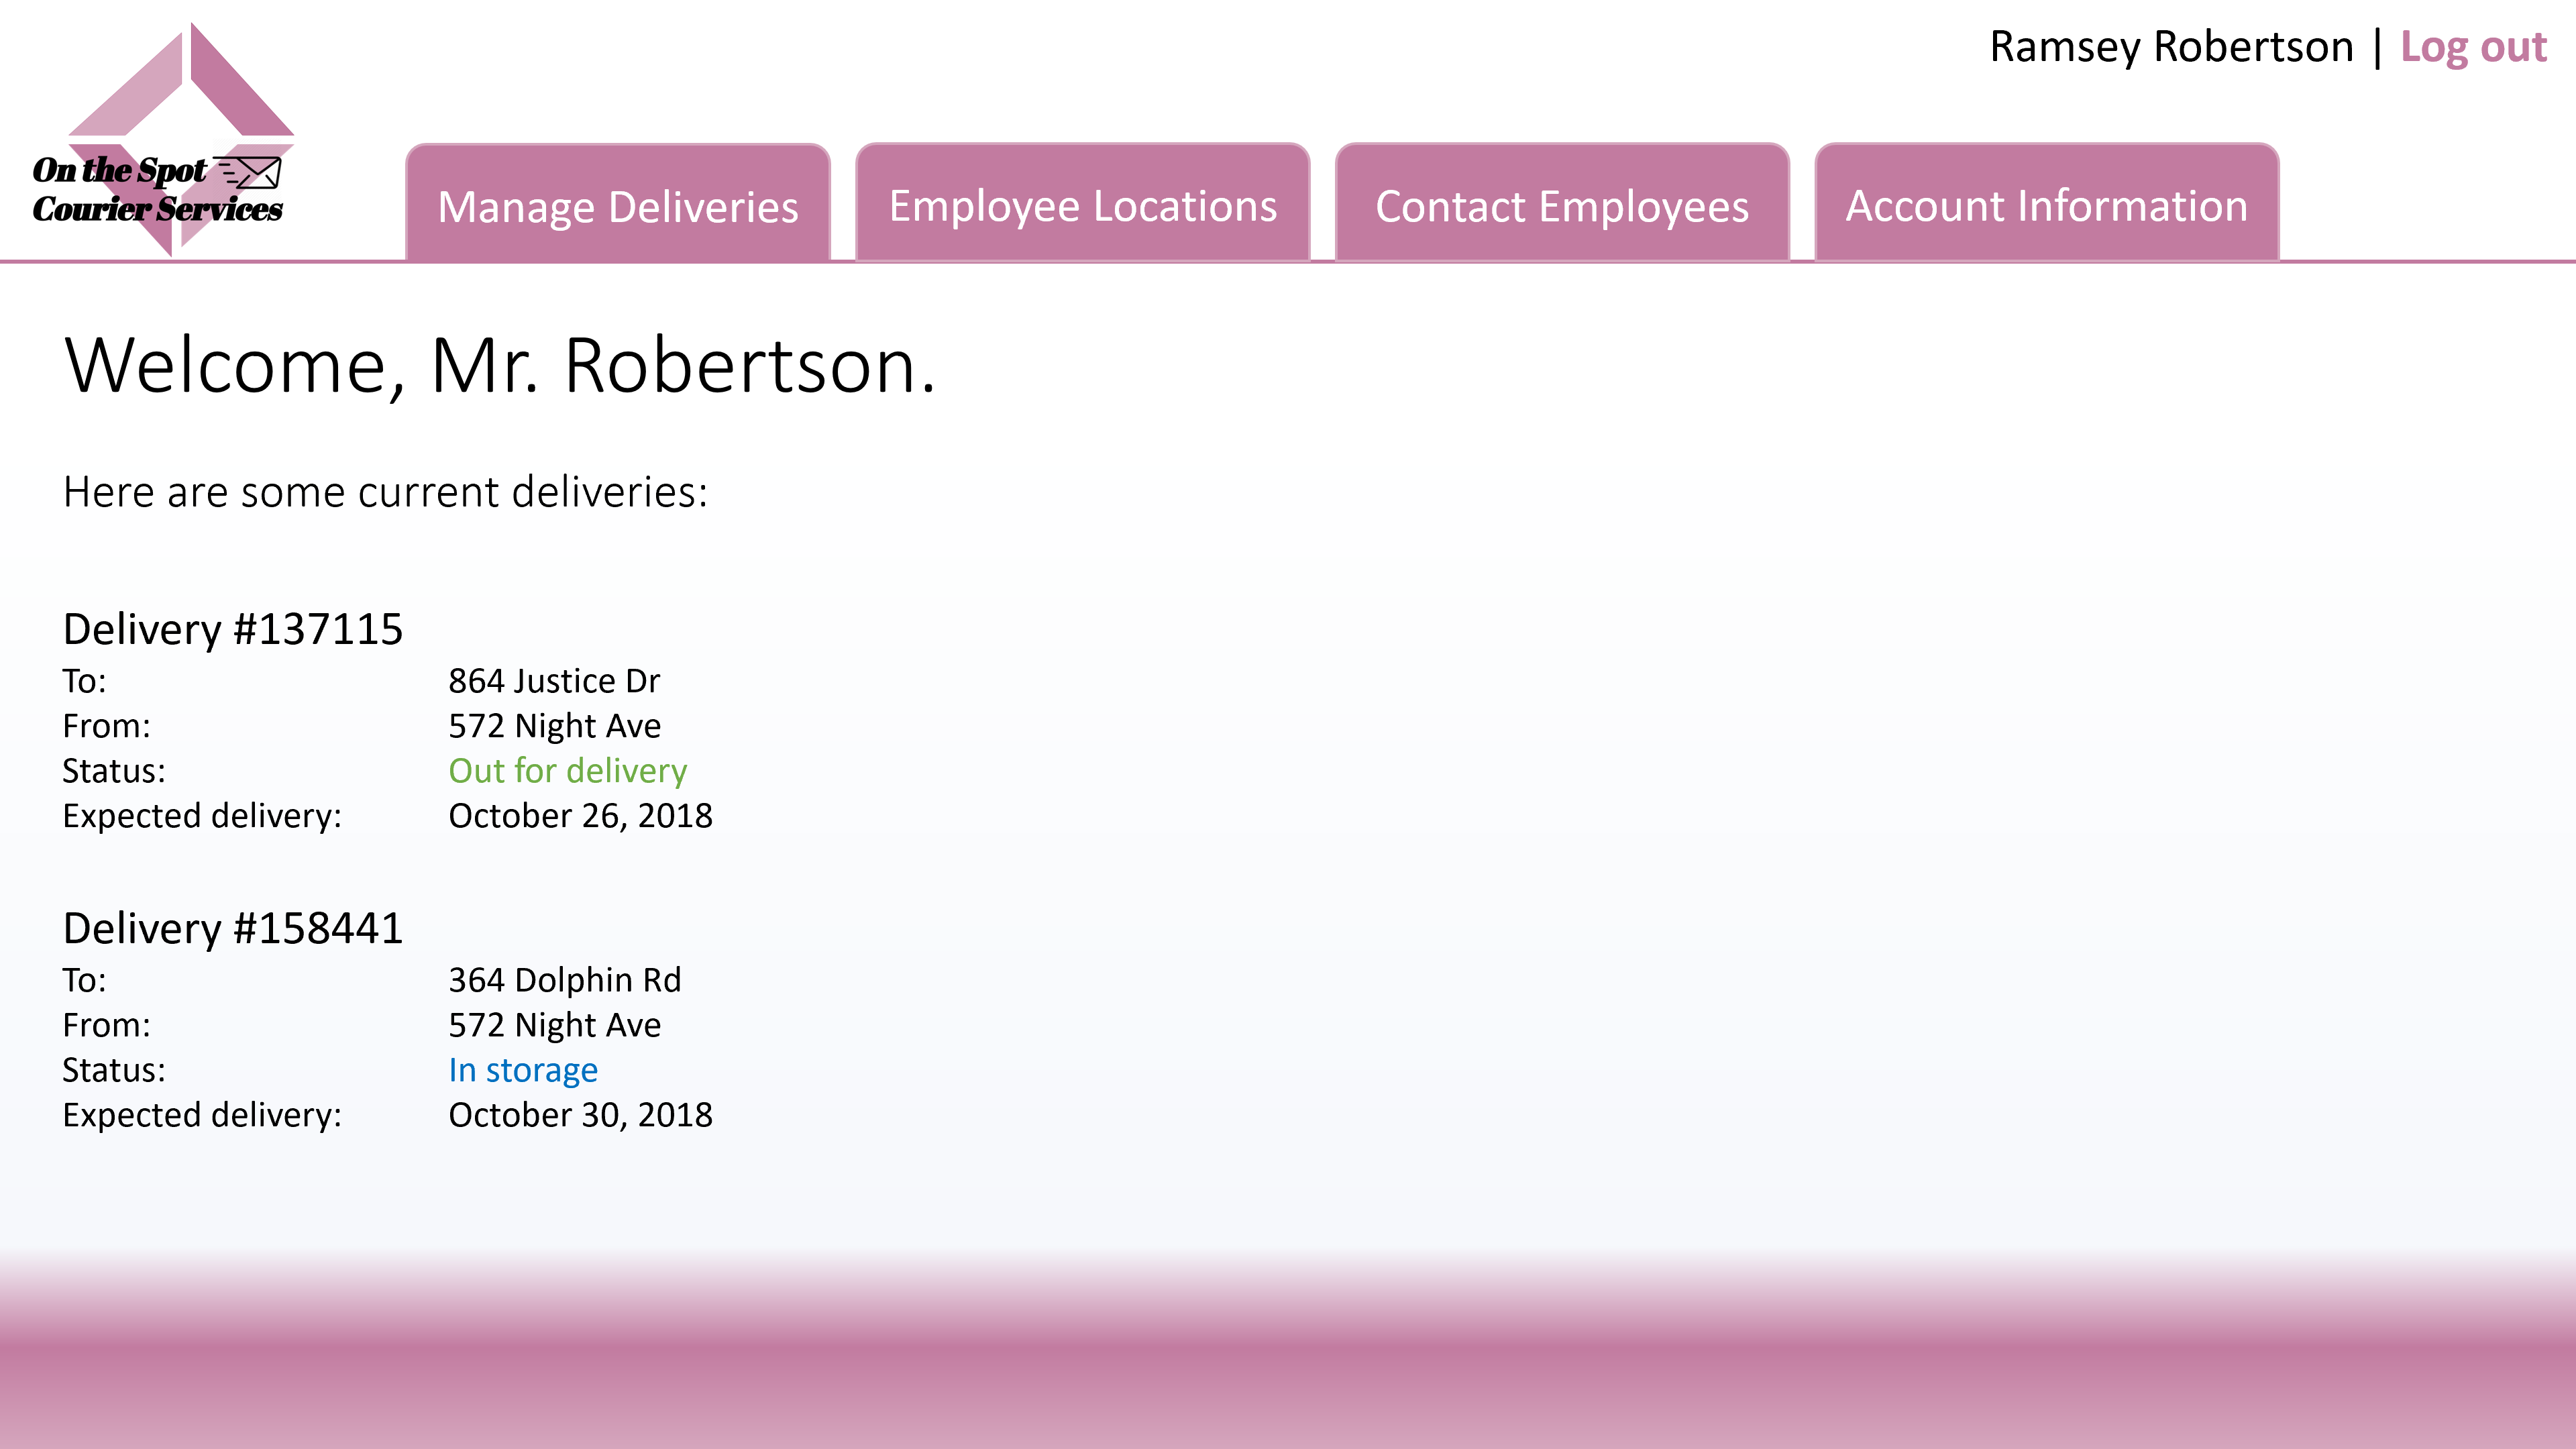 Ramsey Robertson | Log out
On the Spot
Courier Services
Manage Deliveries
Employee Locations
Contact Employees
Account Information
Welcome, Mr. Robertson.
Here are some current deliveries:
Delivery #137115
To: 864 Justice Dr
From: 572 Night Ave
Status: Out for delivery
Expected delivery: October 26, 2018
Delivery #158441
To: 364 Dolphin Rd
From: 572 Night Ave
Status: In storage
Expected delivery: October 30, 2018